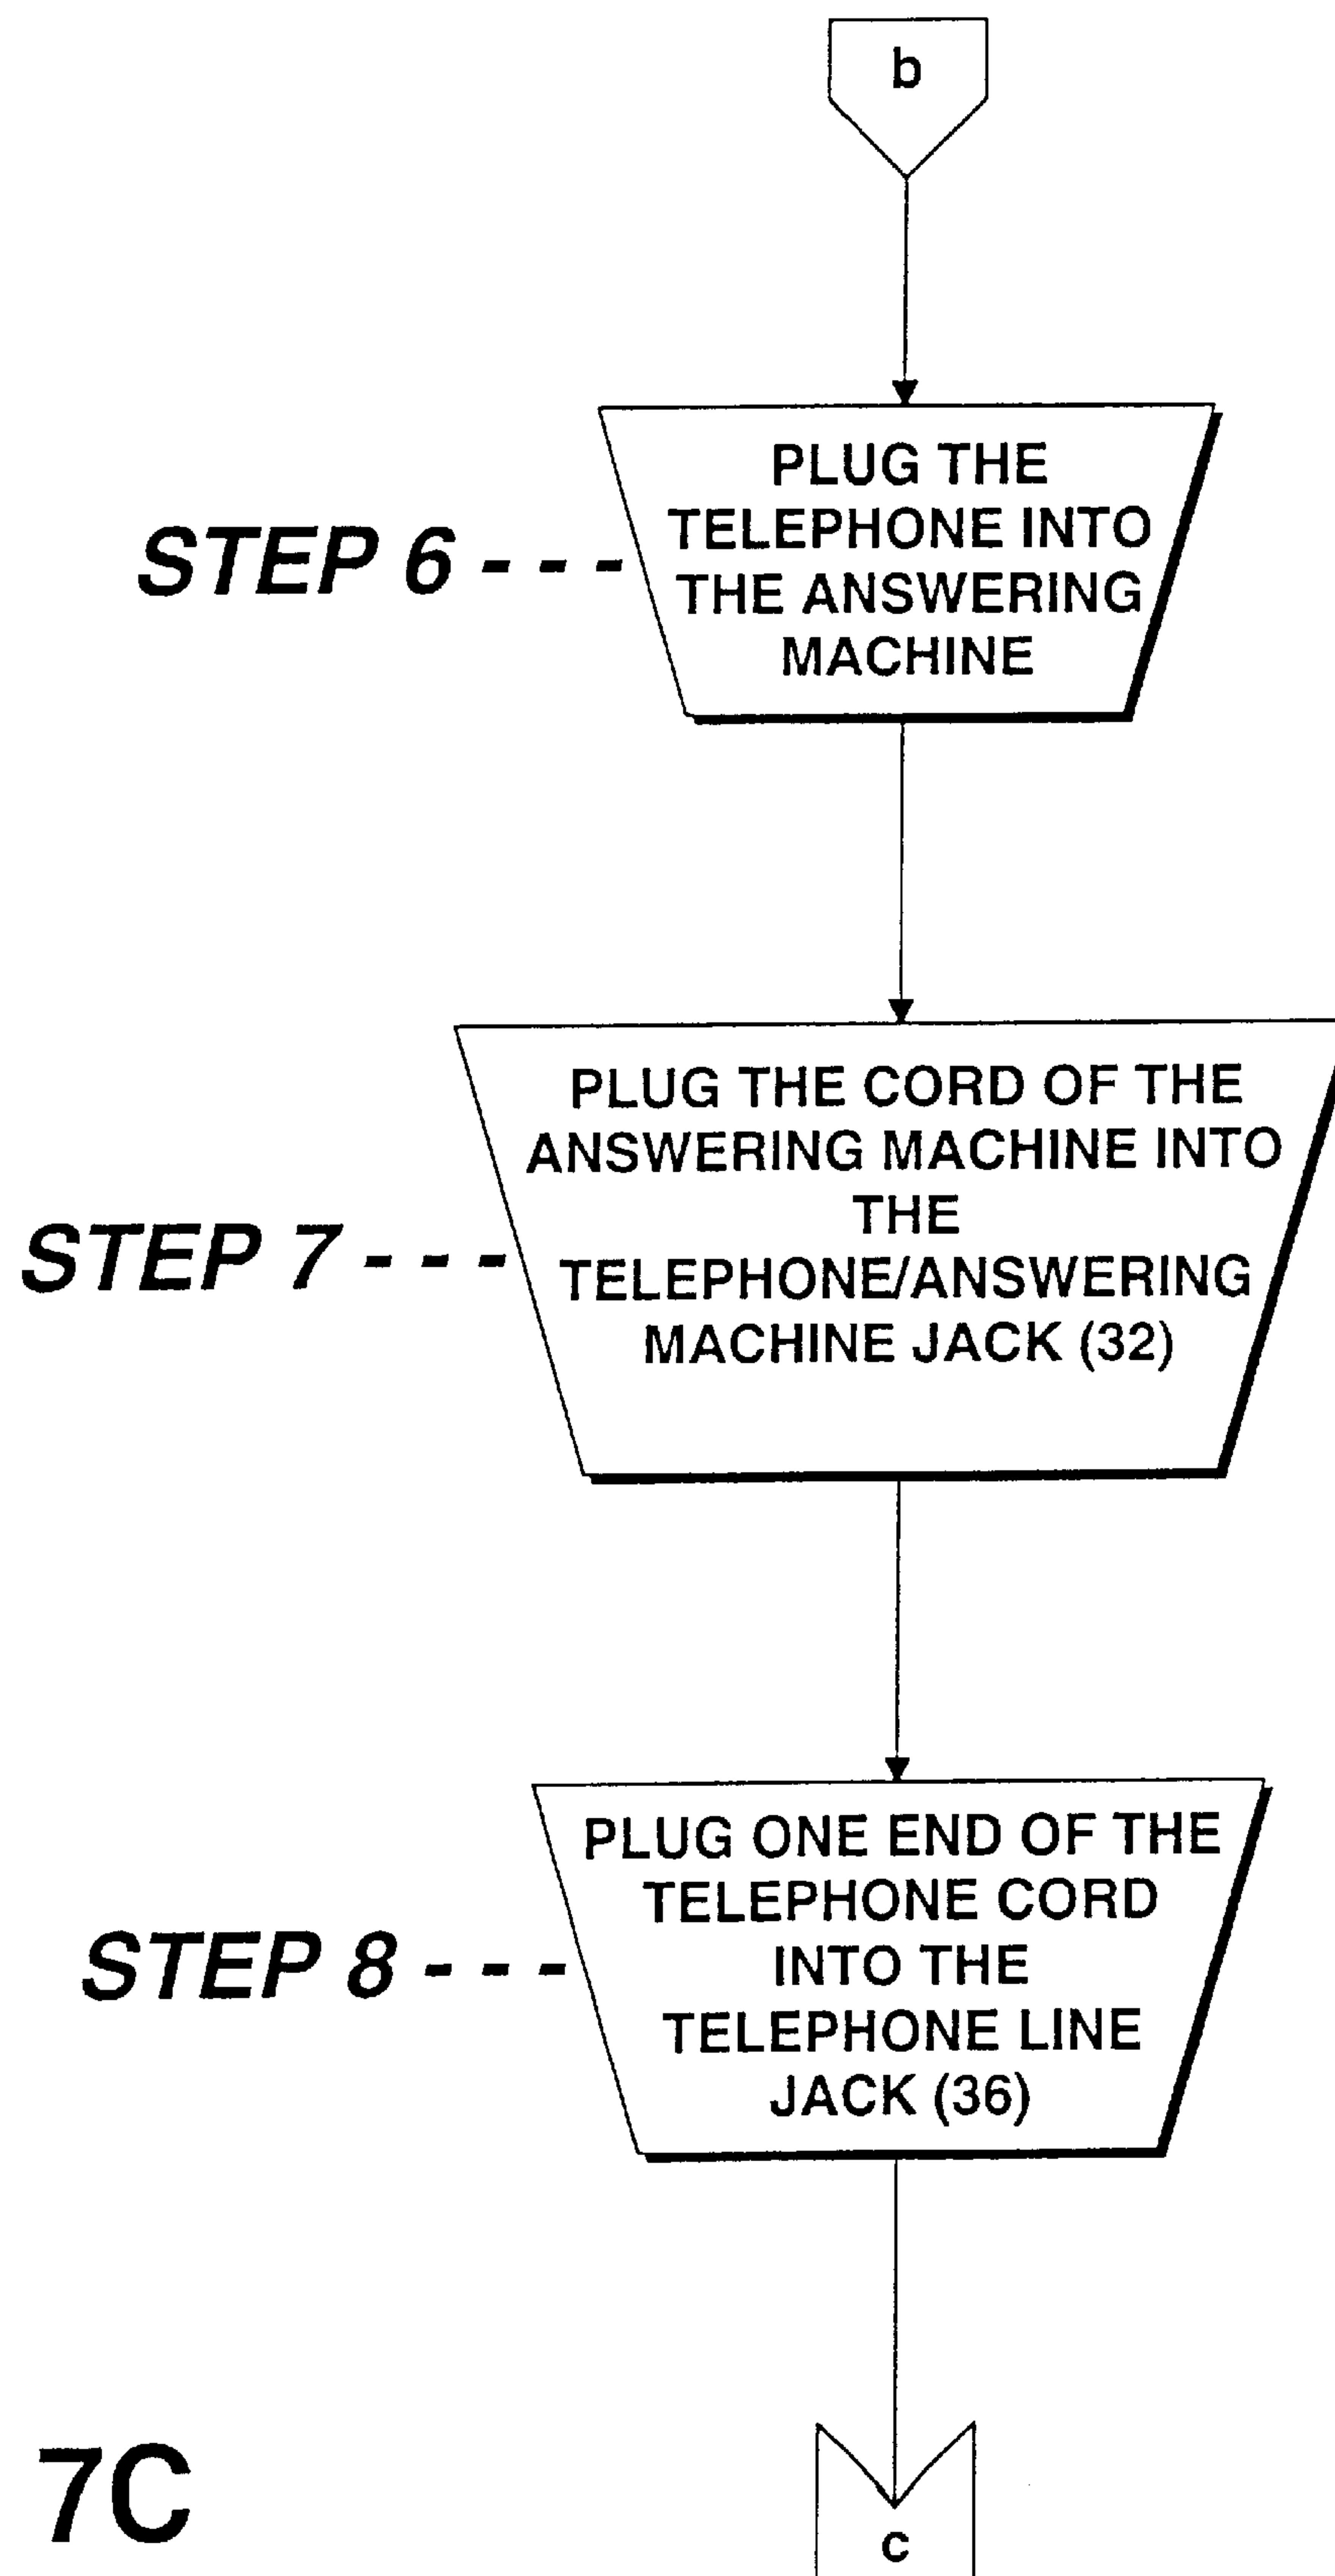 b
PLUG THE
TELEPHONE INTO
THE ANSWERING
MACHINE
STEP 6 - - -
PLUG THE CORD OF THE
ANSWERING MACHINE INTO
THE
TELEPHONE/ANSWERING
MACHINE JACK (32)
STEP 7 - - -
PLUG ONE END OF THE
TELEPHONE CORD
INTO THE
TELEPHONE LINE
JACK (36)
STEP 8 - - -
7C
c